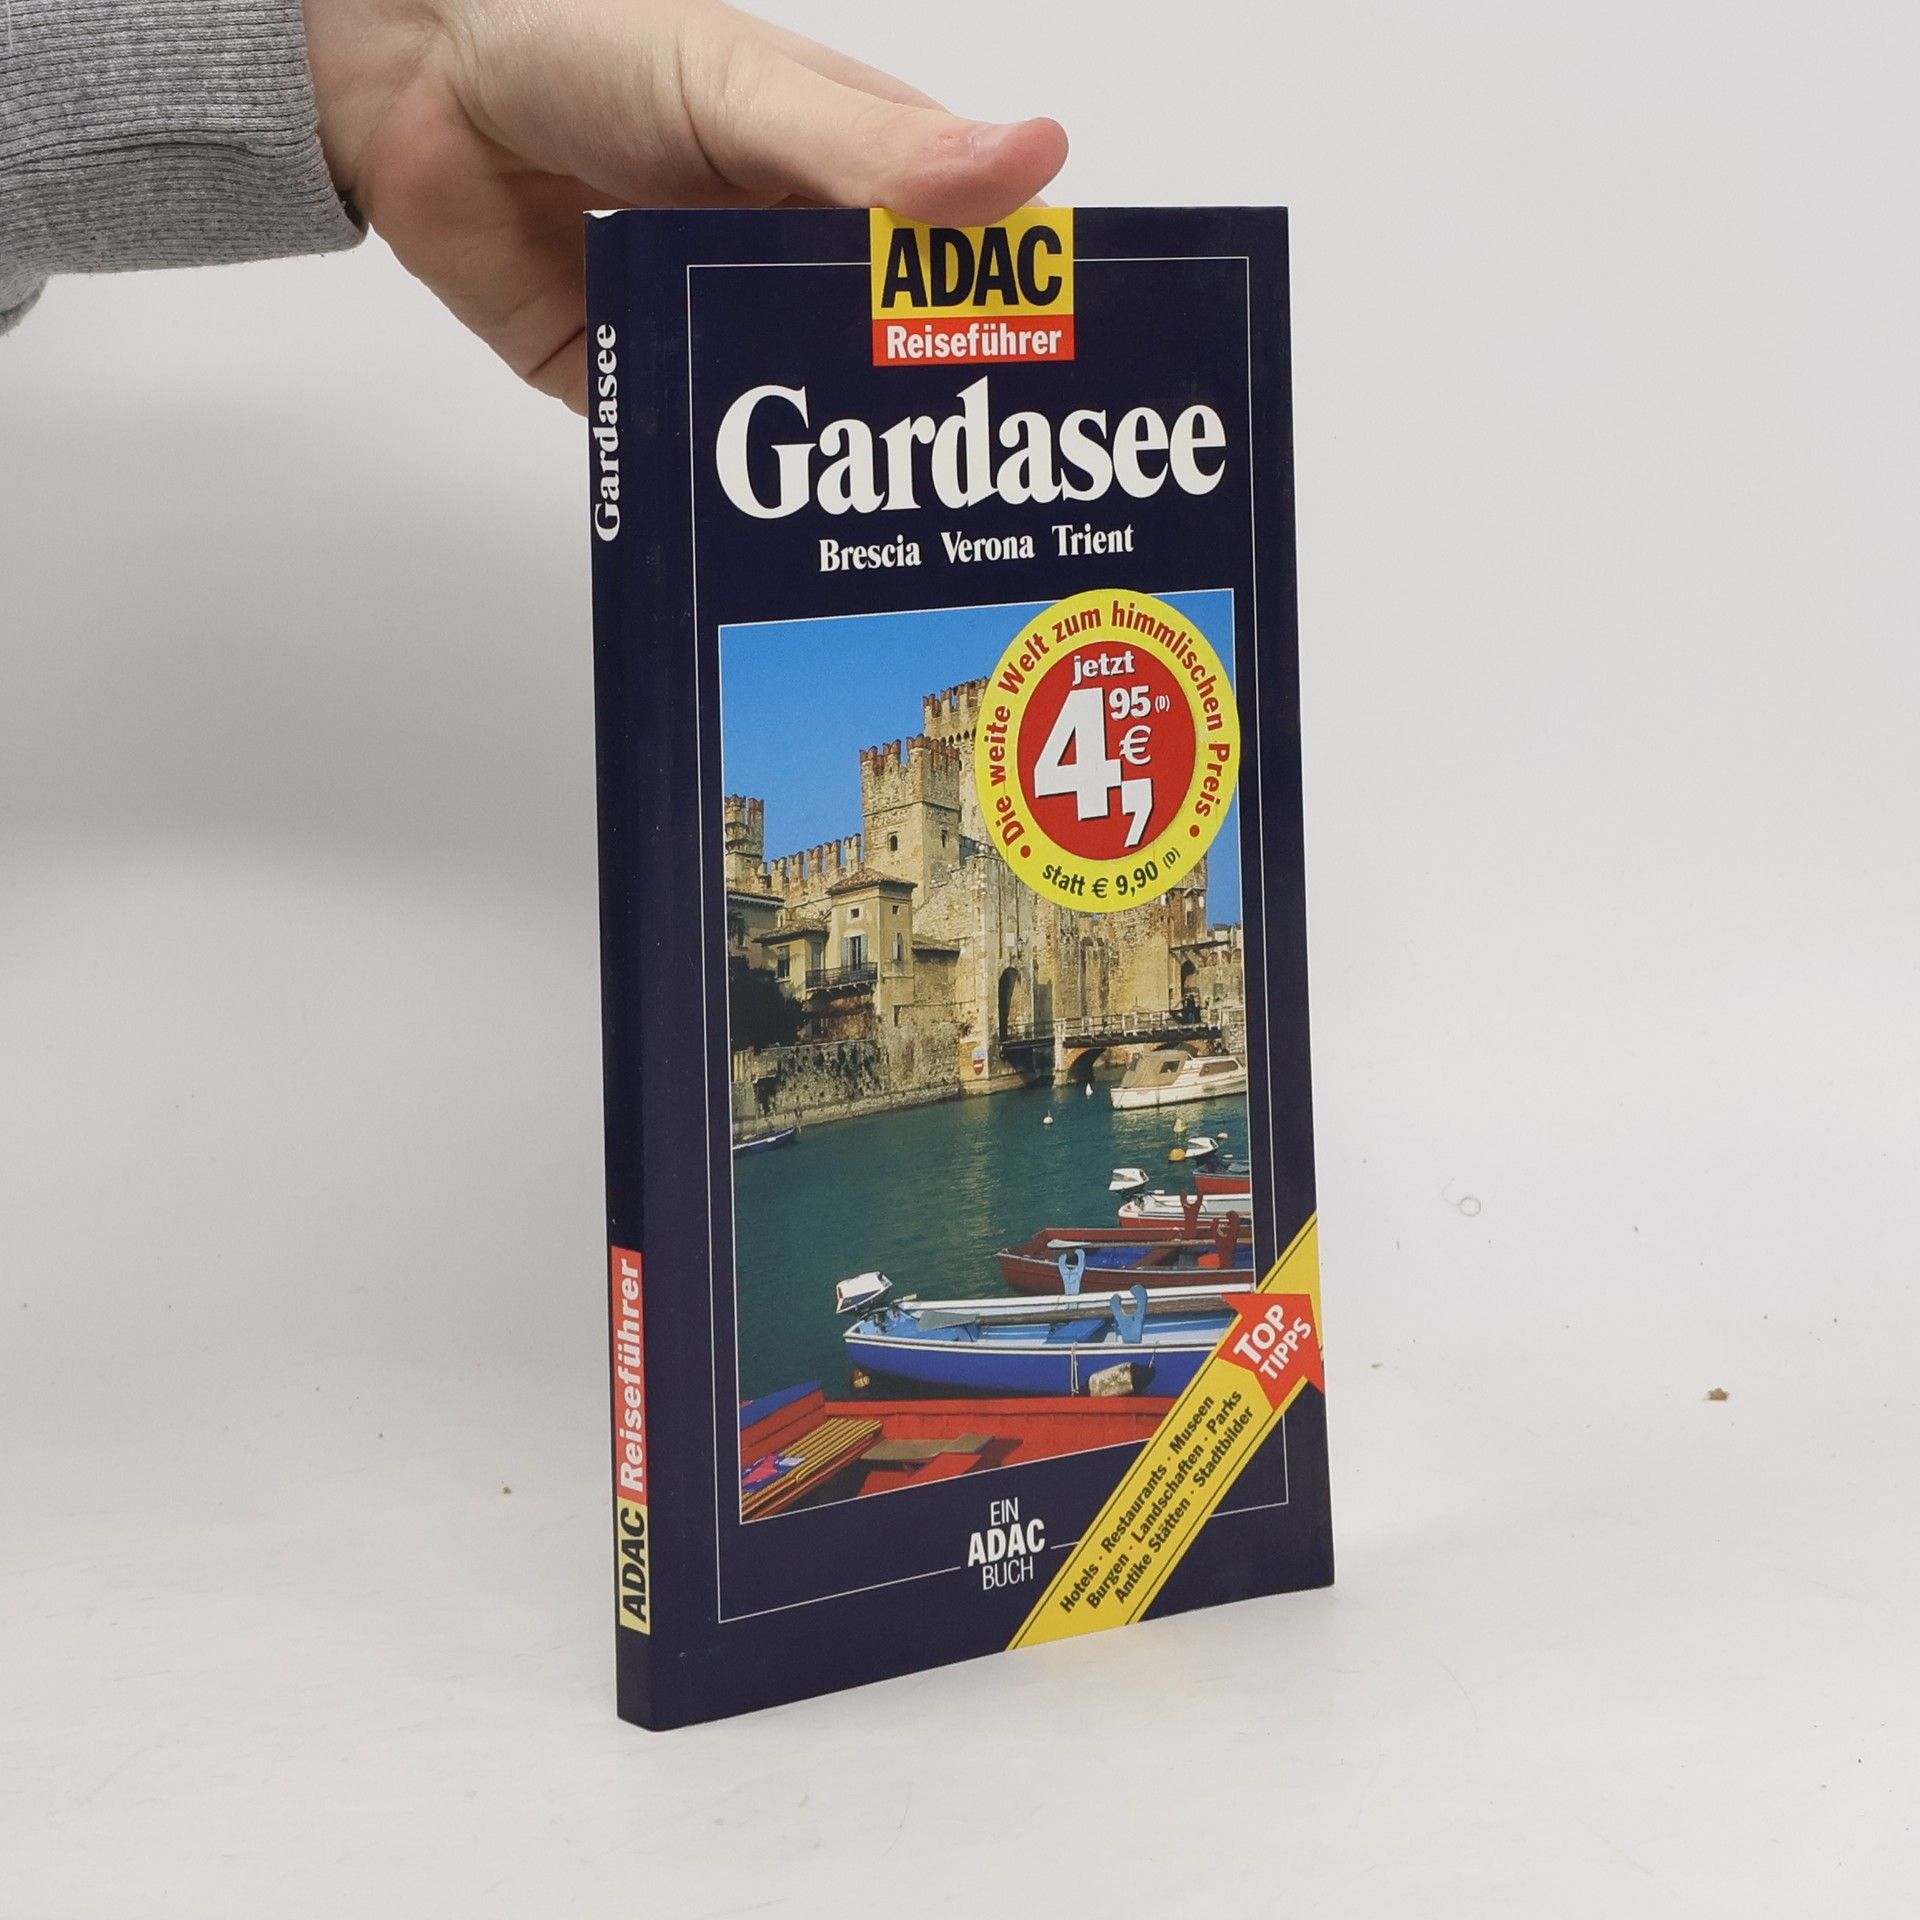 ADAC
Reiseführer
Gardasee
Brescia Verona Trient
• Die weite Welt zum himmlischen Preis •
jetzt
4,95 € (D)
statt € 9,90 (D)
TOP
TIPPS
Hotels · Restaurants · Museen
Burgen · Landschaften · Parks
Antike Stätten · Stadtbilder
EIN
ADAC
BUCH
Gardasee
ADAC Reiseführer